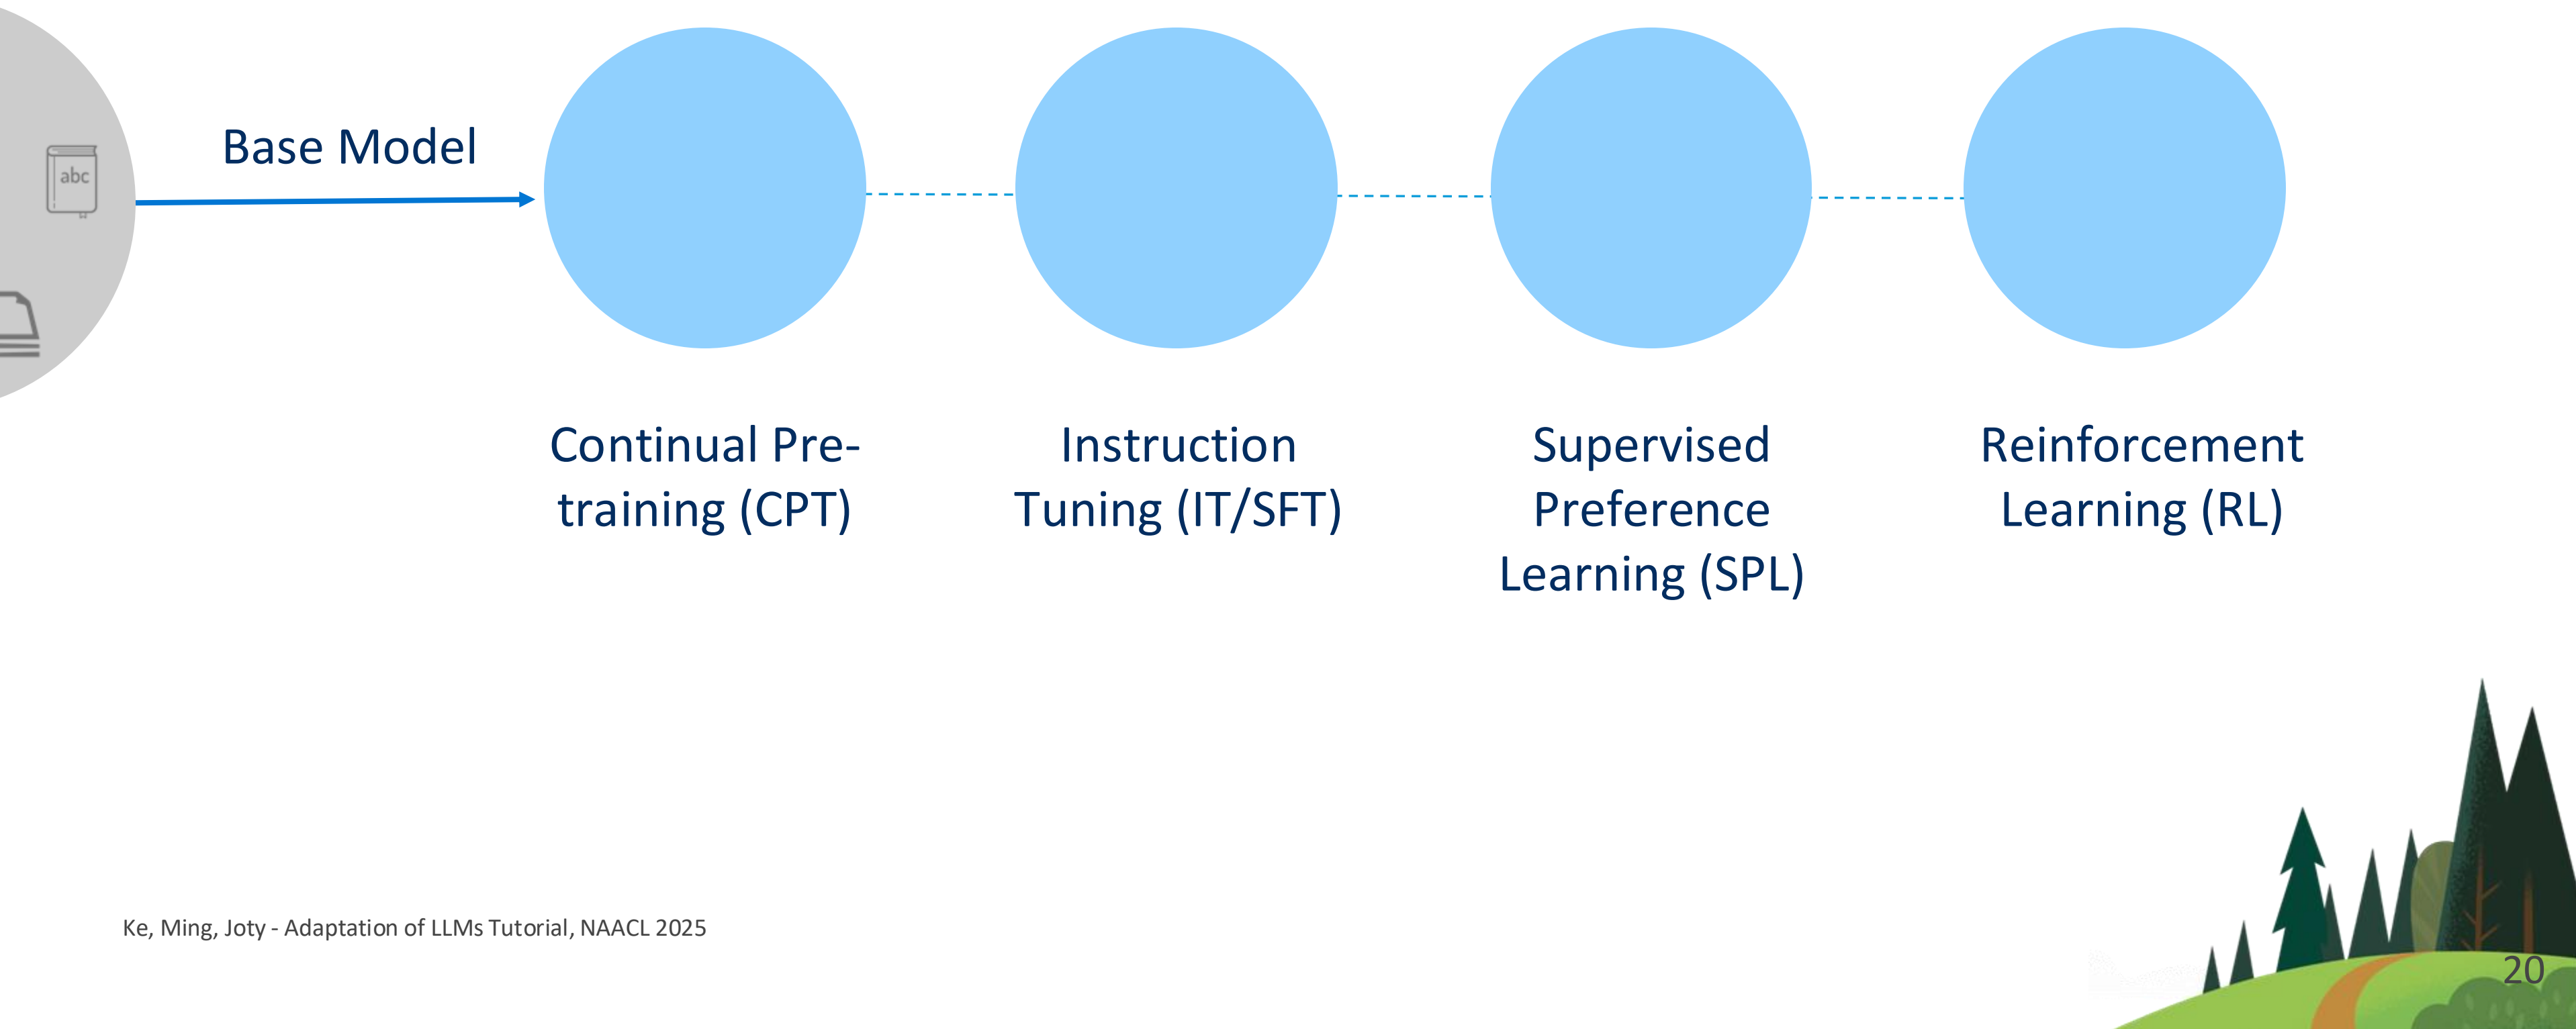 abc
Base Model
Continual Pre-
training (CPT)
Instruction
Tuning (IT/SFT)
Supervised
Preference
Learning (SPL)
Reinforcement
Learning (RL)
Ke, Ming, Joty - Adaptation of LLMs Tutorial, NAACL 2025
20